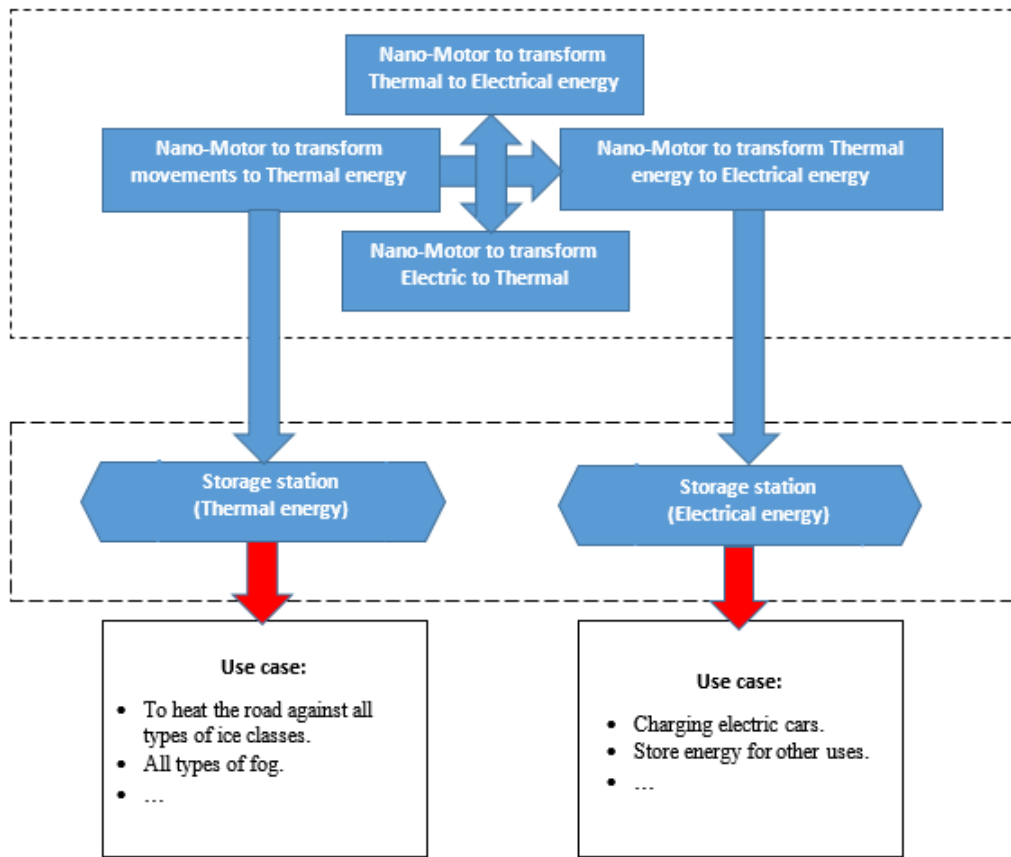 Nano-Motor to transform
Thermal to Electrical energy
Nano-Motor to transform
movements to Thermal energy
Nano-Motor to transform Thermal
energy to Electrical energy
Nano-Motor to transform
Electric to Thermal
Storage station
(Thermal energy)
Storage station
(Electrical energy)
Use case:
• To heat the road against all
types of ice classes.
• All types of fog.
• …
Use case:
• Charging electric cars.
• Store energy for other uses.
• …